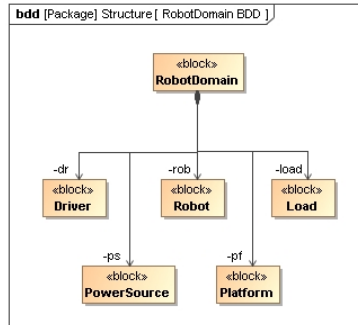 bdd [Package] Structure [ RobotDomain BDD ]
«block»
RobotDomain
-dr
-rob
-load
«block»
Driver
«block»
Robot
«block»
Load
-ps
-pf
«block»
PowerSource
«block»
Platform